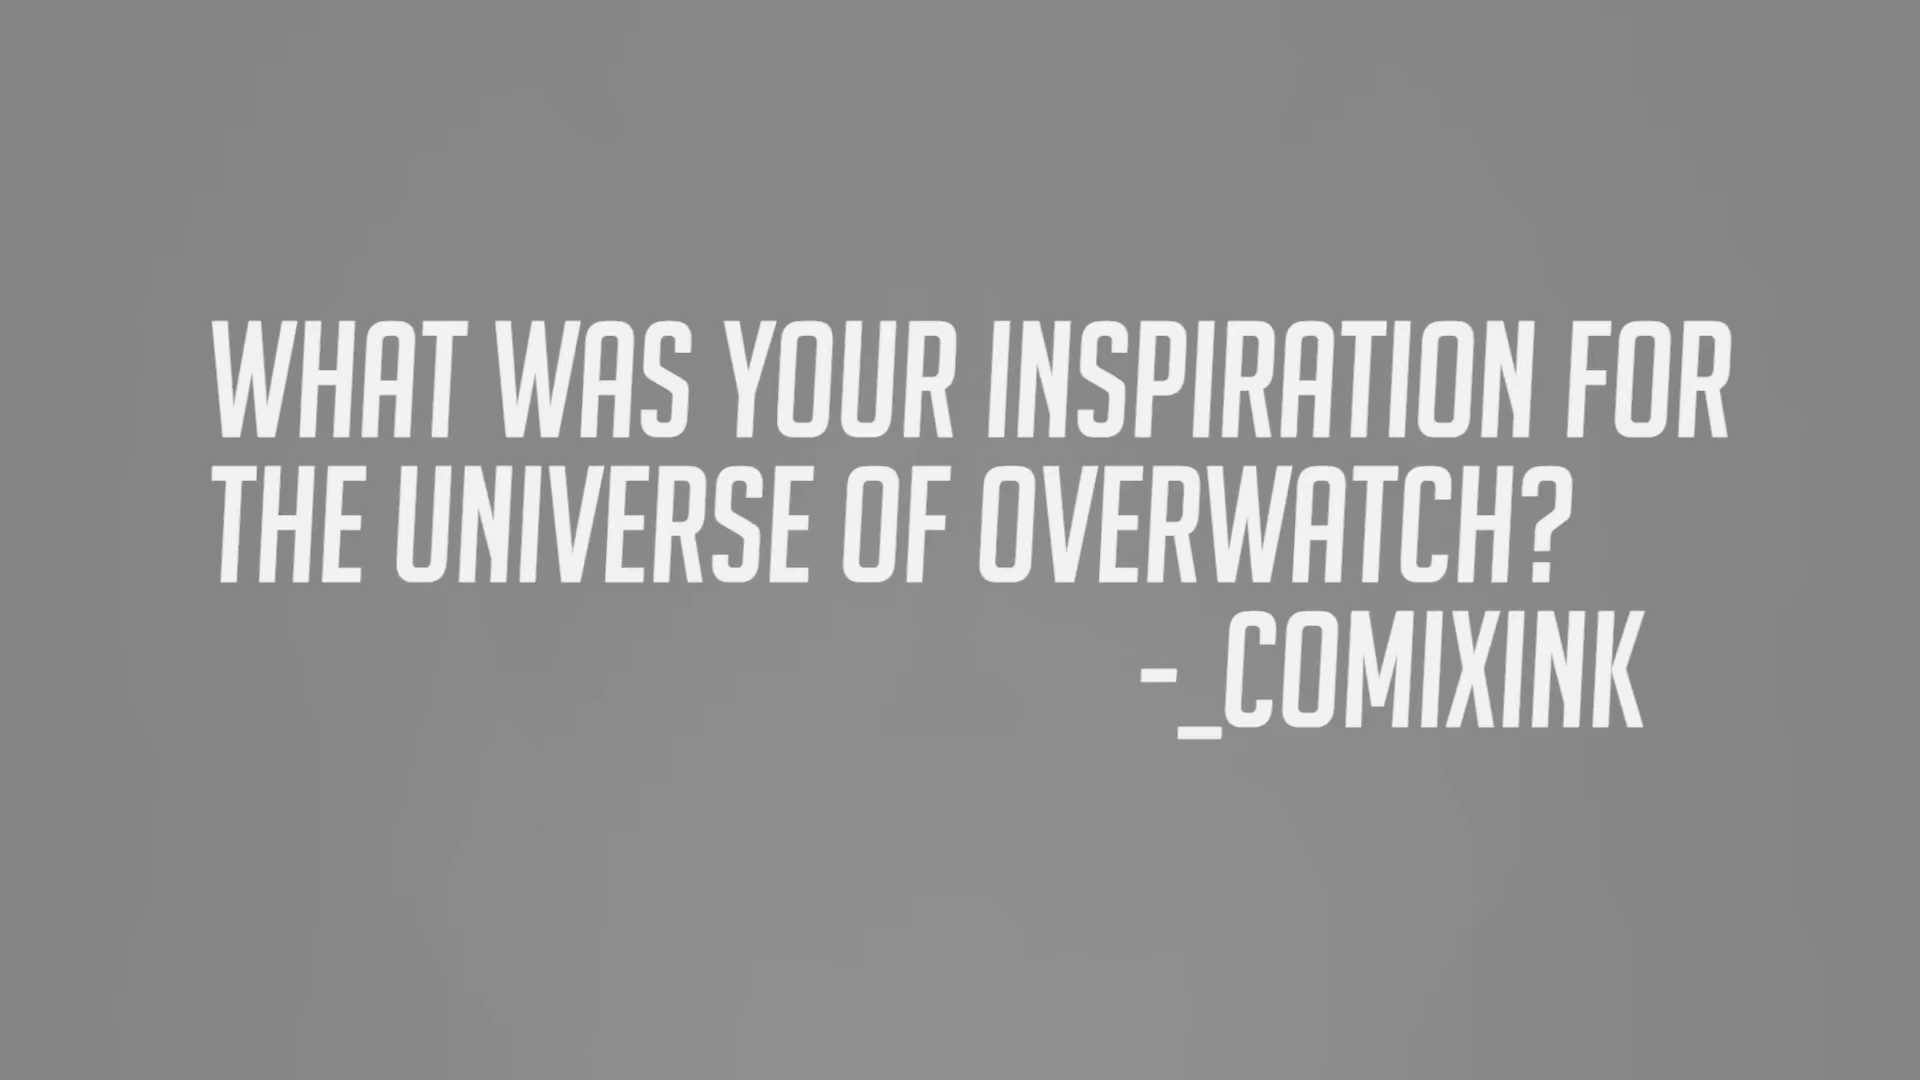 WHAT WAS YOUR INSPIRATION FOR
THE UNIVERSE OF OVERWATCH?
-_COMIXINK